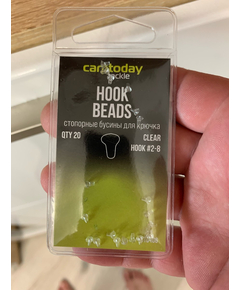 carptoday
tackle
HOOK
BEADS
стопорные бусины для крючка
QTY 20
CLEAR
HOOK #2-8